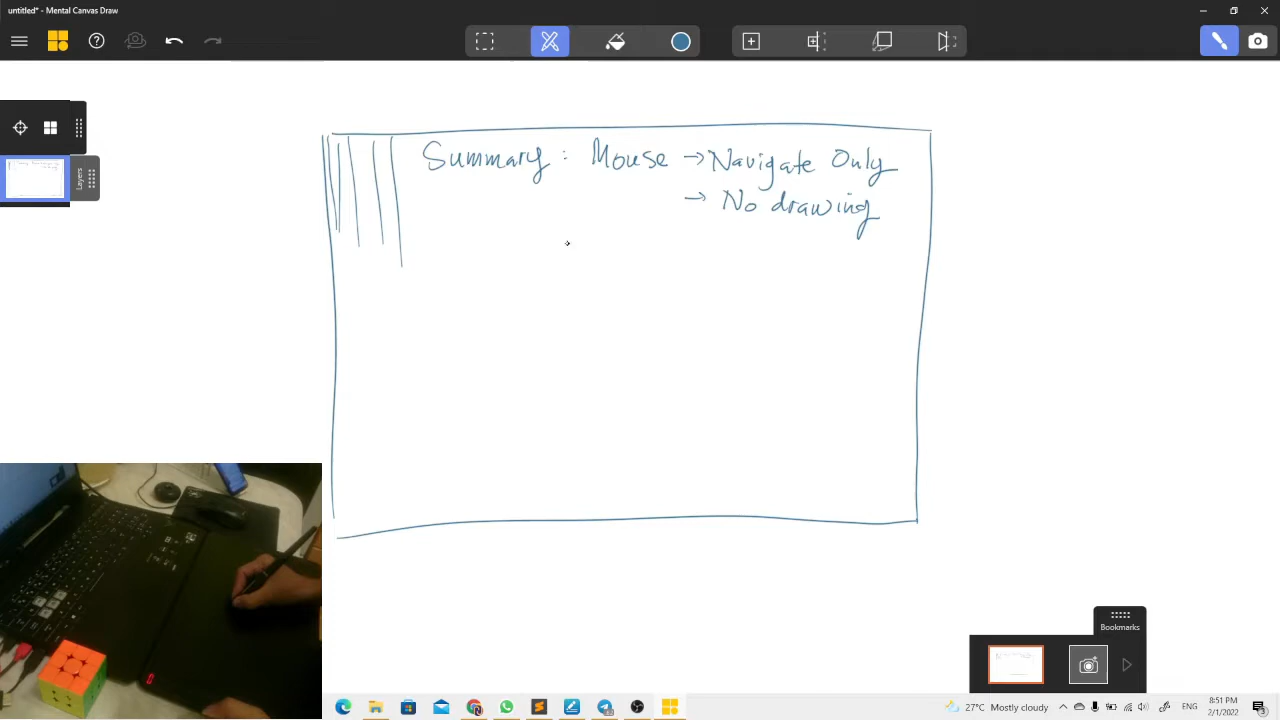 untitled* - Mental Canvas Draw
Layers
Summary : Mouse → Navigate Only
→ No drawing
Bookmarks
27°C Mostly cloudy
ENG
8:51 PM
2/1/2022